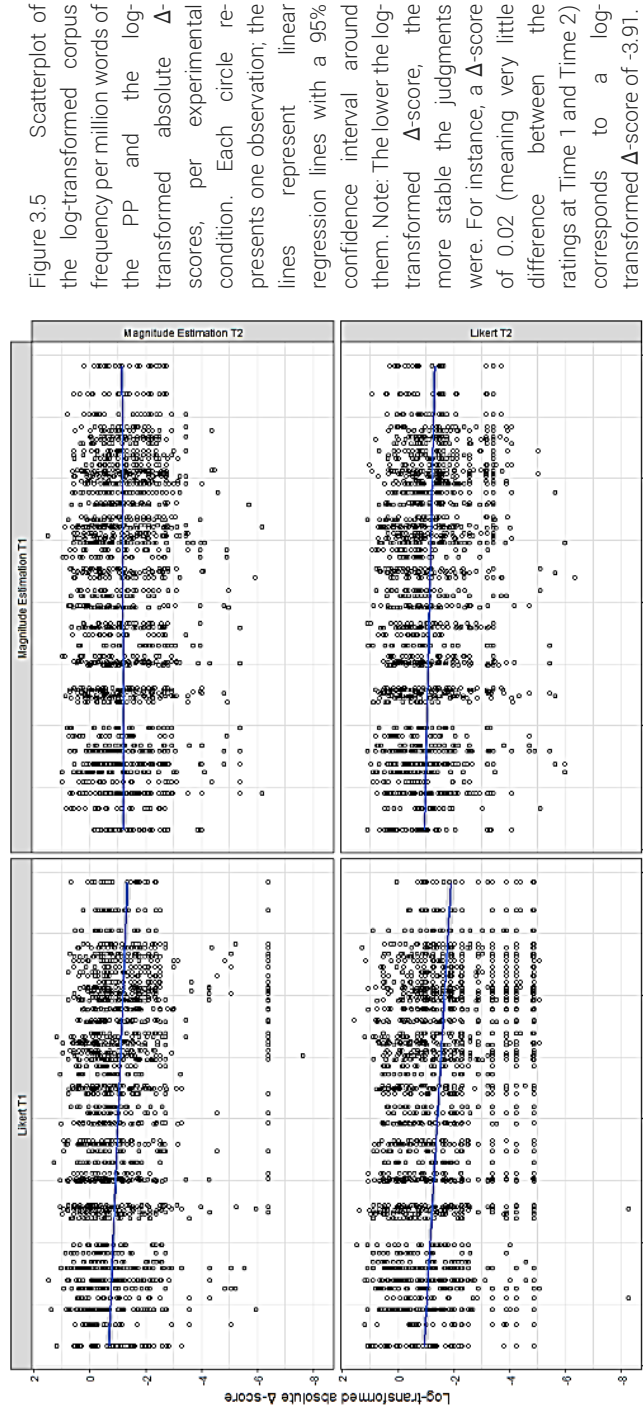 Likert T1
Magnitude Estimation T1
Magnitude Estimation T2
Likert T2
Log-transformed absolute Δ-score
2
0
-2
-4
-6
-8
2
0
-2
-4
-6
-8
Figure 3.5 Scatterplot of
the log-transformed corpus
frequency per million words of
the PP and the log-
transformed absolute Δ-
scores, per experimental
condition. Each circle re-
presents one observation; the
lines represent linear
regression lines with a 95%
confidence interval around
them. Note: The lower the log-
transformed Δ-score, the
more stable the judgments
were. For instance, a Δ-score
of 0.02 (meaning very little
difference between the
ratings at Time 1 and Time 2)
corresponds to a log-
transformed Δ-score of -3.91.